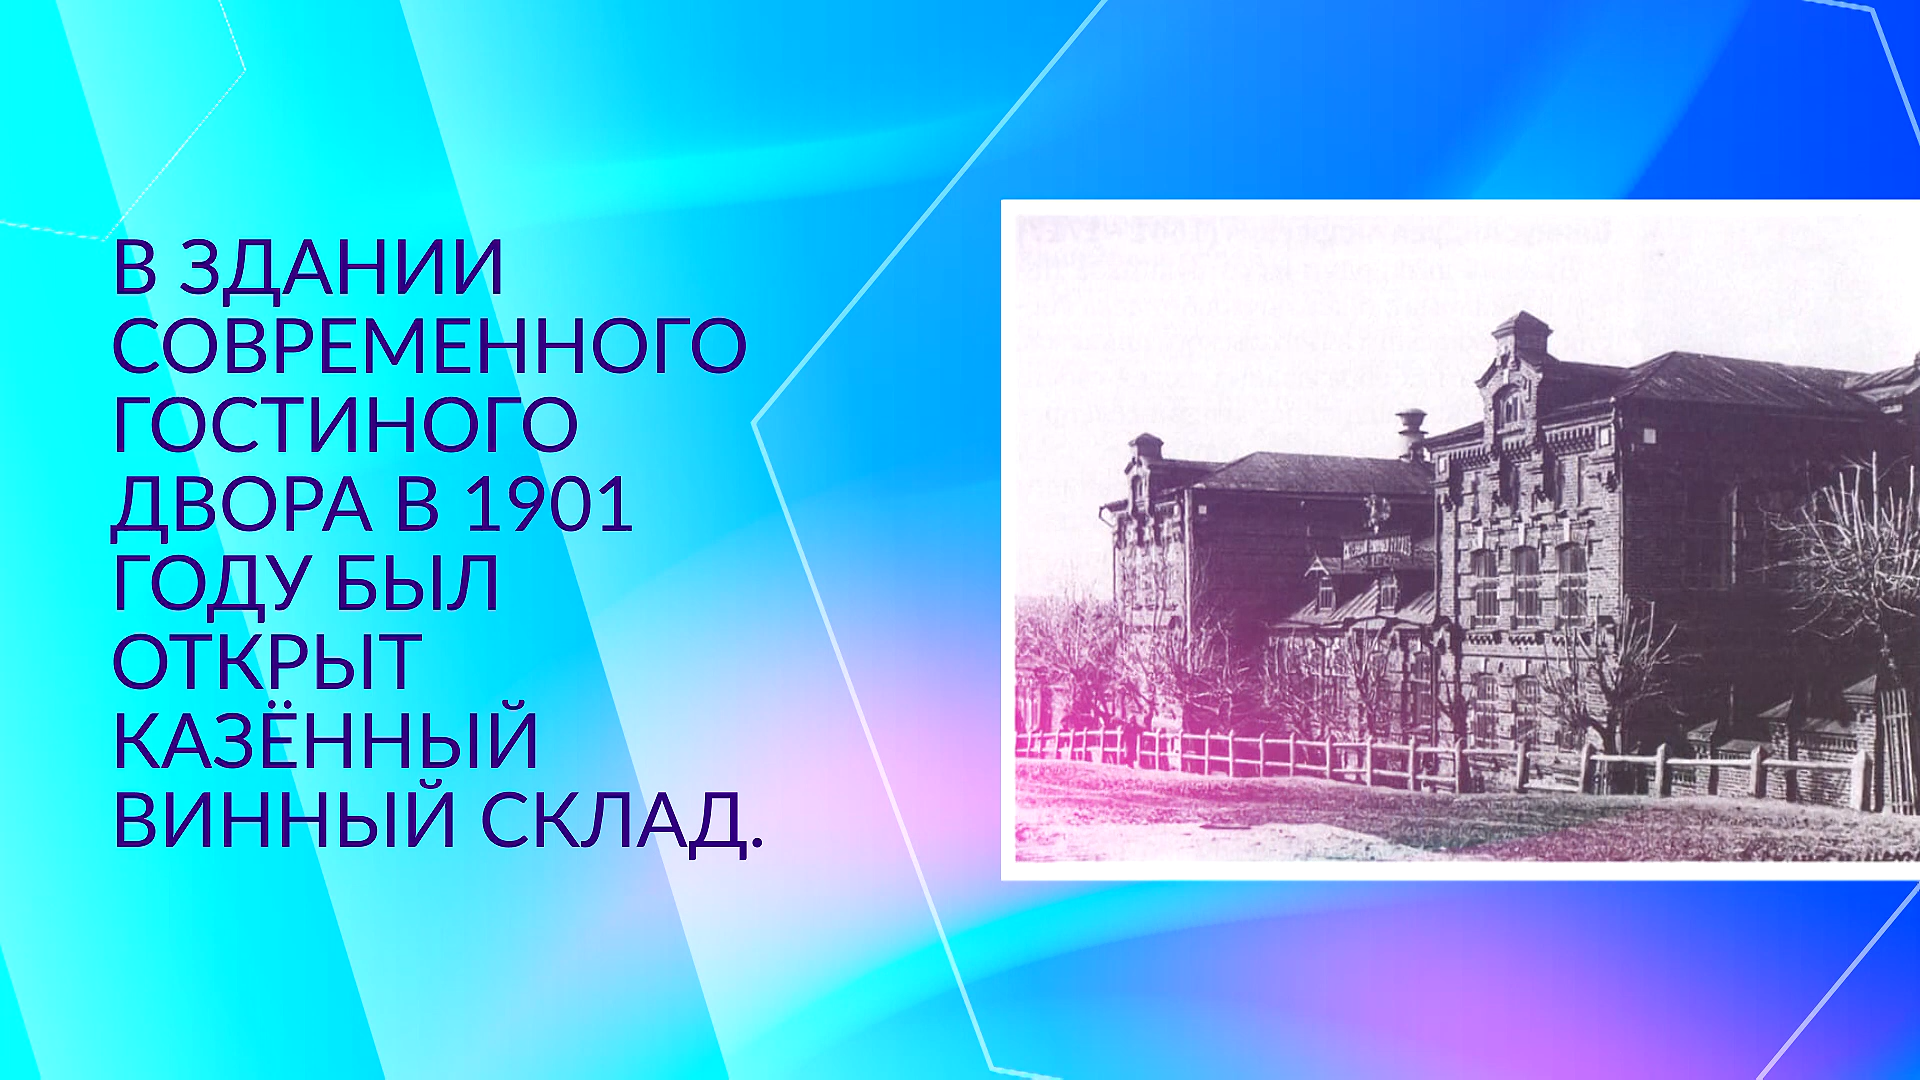 В ЗДАНИИ
СОВРЕМЕННОГО
ГОСТИНОГО
ДВОРА В 1901
ГОДУ БЫЛ
ОТКРЫТ
КАЗЁННЫЙ
ВИННЫЙ СКЛАД.